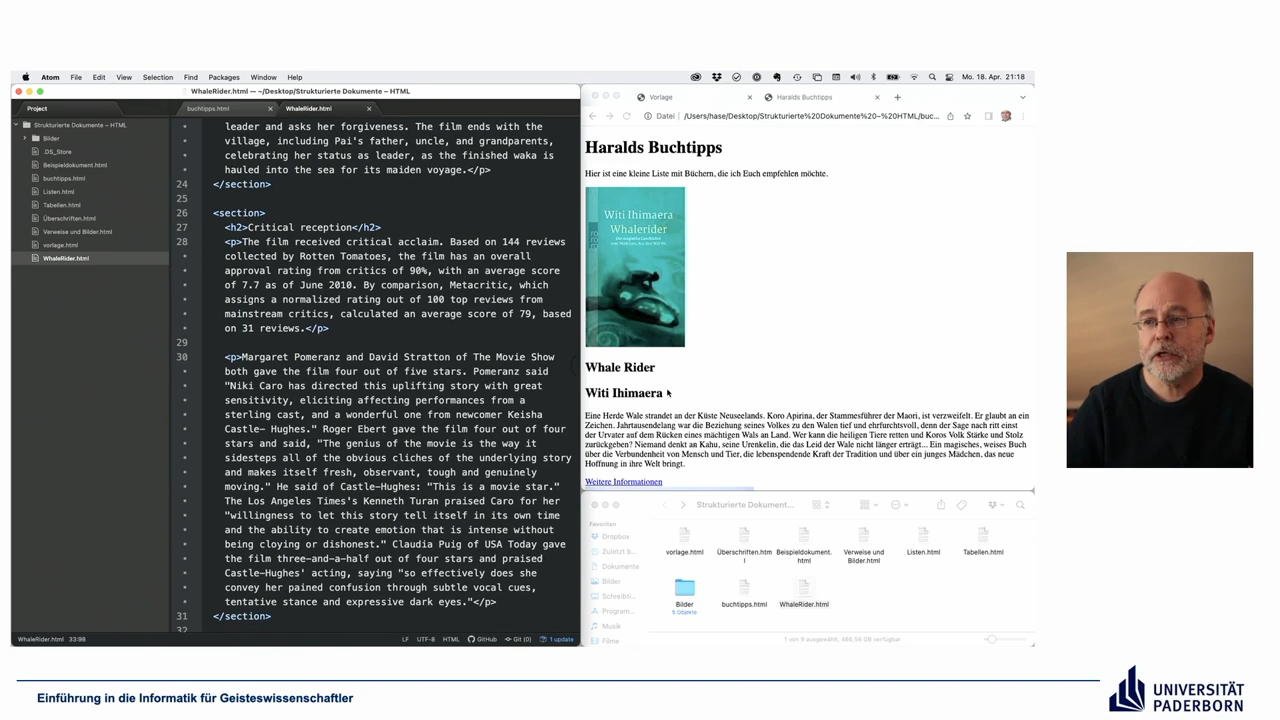 Atom File Edit View Selection Find Packages Window Help
Mo. 18. Apr. 21:18
WhaleRider.html — ~/Desktop/Strukturierte Dokumente – HTML
Project
buchtipps.html
WhaleRider.html
Strukturierte Dokumente – HTML
Bilder
.DS_Store
Beispieldokument.html
buchtipps.html
Listen.html
Tabellen.html
Überschriften.html
Verweise und Bilder.html
vorlage.html
WhaleRider.html
leader and asks her forgiveness. The film ends with the
village, including Pai's father, uncle, and grandparents,
celebrating her status as leader, as the finished waka is
hauled into the sea for its maiden voyage.</p>
24 </section>
25
26 <section>
27 <h2>Critical reception</h2>
28 <p>The film received critical acclaim. Based on 144 reviews
collected by Rotten Tomatoes, the film has an overall
approval rating from critics of 90%, with an average score
of 7.7 as of June 2010. By comparison, Metacritic, which
assigns a normalized rating out of 100 top reviews from
mainstream critics, calculated an average score of 79, based
on 31 reviews.</p>
29
30 <p>Margaret Pomeranz and David Stratton of The Movie Show
both gave the film four out of five stars. Pomeranz said
"Niki Caro has directed this uplifting story with great
sensitivity, eliciting affecting performances from a
sterling cast, and a wonderful one from newcomer Keisha
Castle- Hughes." Roger Ebert gave the film four out of four
stars and said, "The genius of the movie is the way it
sidesteps all of the obvious cliches of the underlying story
and makes itself fresh, observant, tough and genuinely
moving." He said of Castle-Hughes: "This is a movie star."
The Los Angeles Times's Kenneth Turan praised Caro for her
"willingness to let this story tell itself in its own time
and the ability to create emotion that is intense without
being cloying or dishonest." Claudia Puig of USA Today gave
the film three-and-a-half out of four stars and praised
Castle-Hughes' acting, saying "so effectively does she
convey her pained confusion through subtle vocal cues,
tentative stance and expressive dark eyes."</p>
31 </section>
32
WhaleRider.html 33:98
LF UTF-8 HTML GitHub Git (0) 1 update
Vorlage
Haralds Buchtipps
Datei /Users/hase/Desktop/Strukturierte%20Dokumente%20–%20HTML/buc...
Haralds Buchtipps
Hier ist eine kleine Liste mit Büchern, die ich Euch empfehlen möchte.
Witi Ihimaera
Whalerider
Whale Rider
Witi Ihimaera
Eine Herde Wale strandet an der Küste Neuseelands. Koro Apirina, der Stammesführer der Maori, ist verzweifelt. Er glaubt an ein
Zeichen. Jahrtausendelang war die Beziehung seines Volkes zu den Walen tief und ehrfurchtsvoll, denn der Sage nach ritt einst
der Urvater auf dem Rücken eines mächtigen Wals an Land. Wer kann die heiligen Tiere retten und Koros Volk Stärke und Stolz
zurückgeben? Niemand denkt an Kahu, seine Urenkelin, die das Leid der Wale nicht länger erträgt... Ein magisches, weises Buch
über die Verbundenheit von Mensch und Tier, die lebenspendende Kraft der Tradition und über ein junges Mädchen, das neue
Hoffnung in ihre Welt bringt.
Weitere Informationen
Strukturierte Dokument...
Favoriten
Dropbox
Zuletzt b...
Dokumente
Bilder
Schreibti...
Program...
Musik
Filme
vorlage.html
Überschriften.htm
l
Beispieldokument.
html
Verweise und
Bilder.html
Listen.html
Tabellen.html
Bilder
5 Objekte
buchtipps.html
WhaleRider.html
1 von 9 ausgewählt, 466,56 GB verfügbar
Einführung in die Informatik für Geisteswissenschaftler
UNIVERSITÄT
PADERBORN